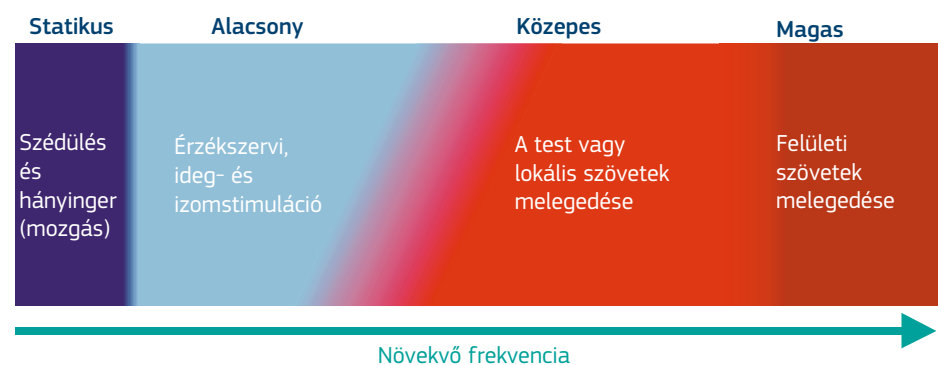 Statikus
Alacsony
Közepes
Magas
Szédülés
és
hányinger
(mozgás)
Érzékszervi,
ideg- és
izomstimuláció
A test vagy
lokális szövetek
melegedése
Felületi
szövetek
melegedése
Növekvő frekvencia